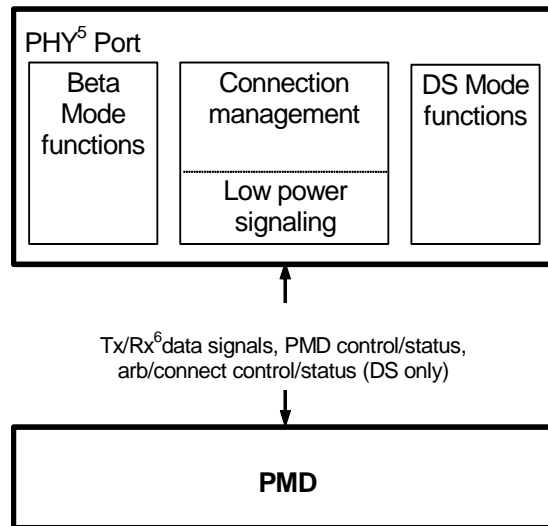 PHY⁵ Port
Beta
Mode
functions
Connection
management
Low power
signaling
DS Mode
functions
Tx/Rx⁶data signals, PMD control/status,
arb/connect control/status (DS only)
PMD